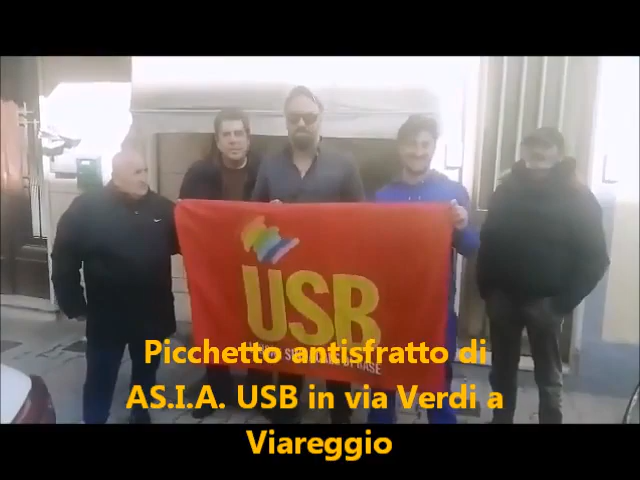 USB
Picchetto antisfratto di
AS.I.A. USB in via Verdi a
Viareggio